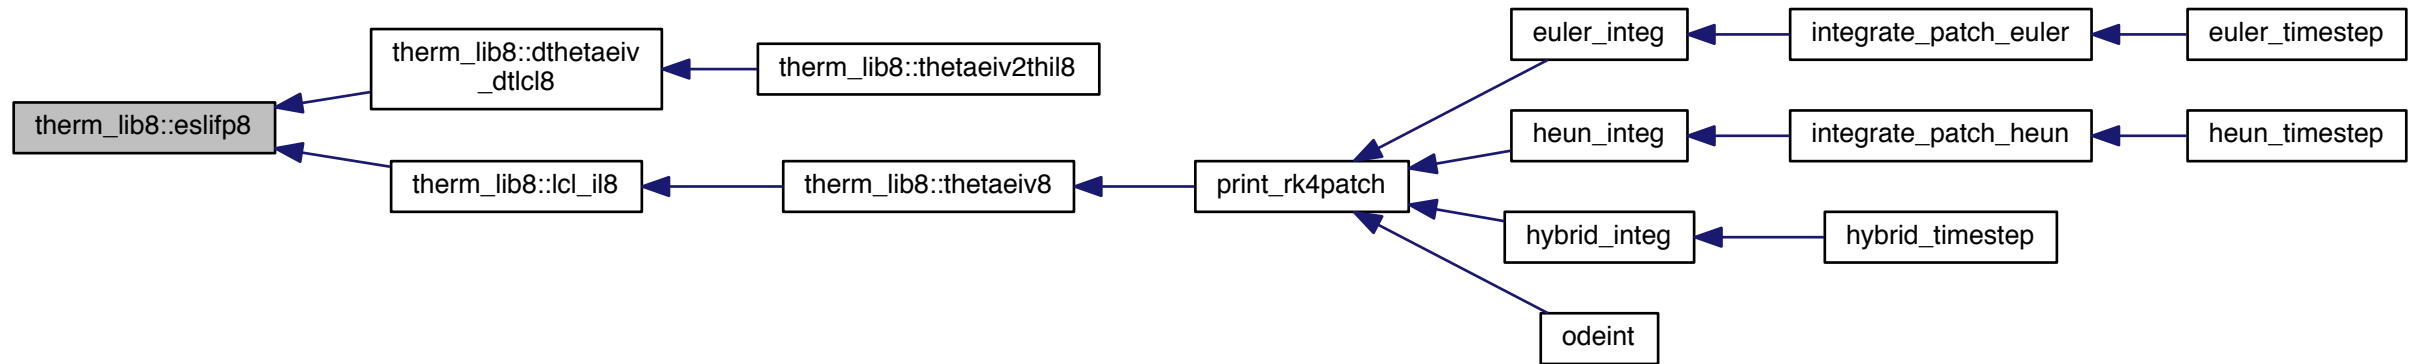 therm_lib8::eslifp8
therm_lib8::dthetaeiv
_dtlcl8
therm_lib8::thetaeiv2thil8
therm_lib8::lcl_il8
therm_lib8::thetaeiv8
print_rk4patch
euler_integ
integrate_patch_euler
euler_timestep
heun_integ
integrate_patch_heun
heun_timestep
hybrid_integ
hybrid_timestep
odeint